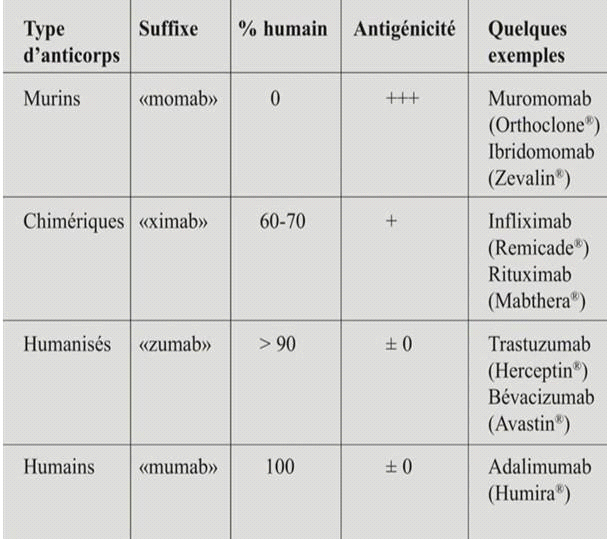 Type Suffixe % humain Antigénicité Quelques
d’anticorps exemples
Murins «momab» 0 +++ Muromomab
(Orthoclone®)
Ibridomomab
(Zevalin®)
Chimériques «ximab» 60-70 + Infliximab
(Remicade®)
Rituximab
(Mabthera®)
Humanisés «zumab» > 90 ± 0 Trastuzumab
(Herceptin®)
Bévacizumab
(Avastin®)
Humains «mumab» 100 ± 0 Adalimumab
(Humira®)